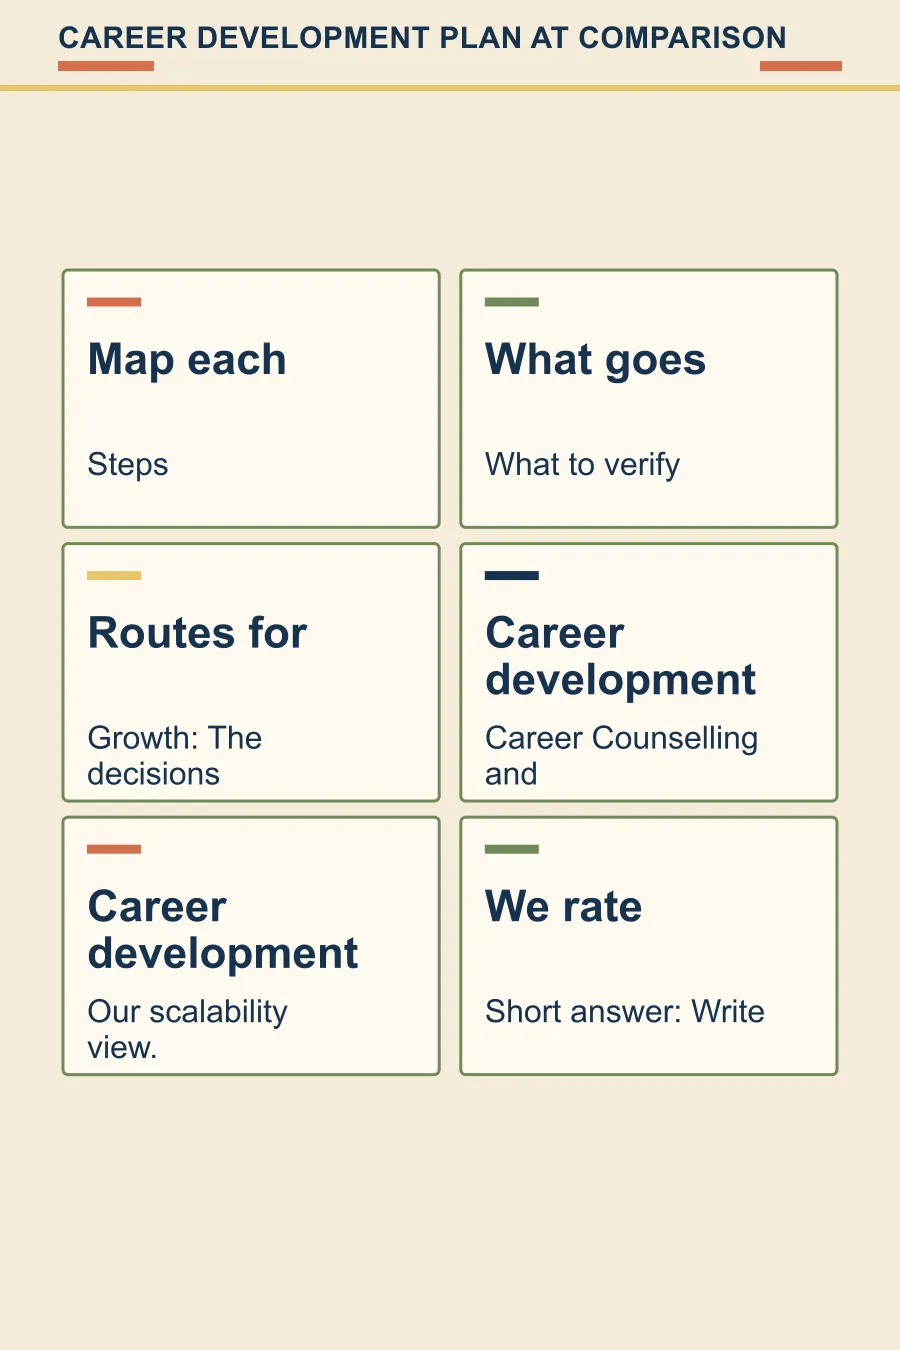 CAREER DEVELOPMENT PLAN AT COMPARISON
Map each
Steps
What goes
What to verify
Routes for
Growth: The
decisions
Career
development
Career Counselling
and
Career
development
Our scalability
view.
We rate
Short answer: Write